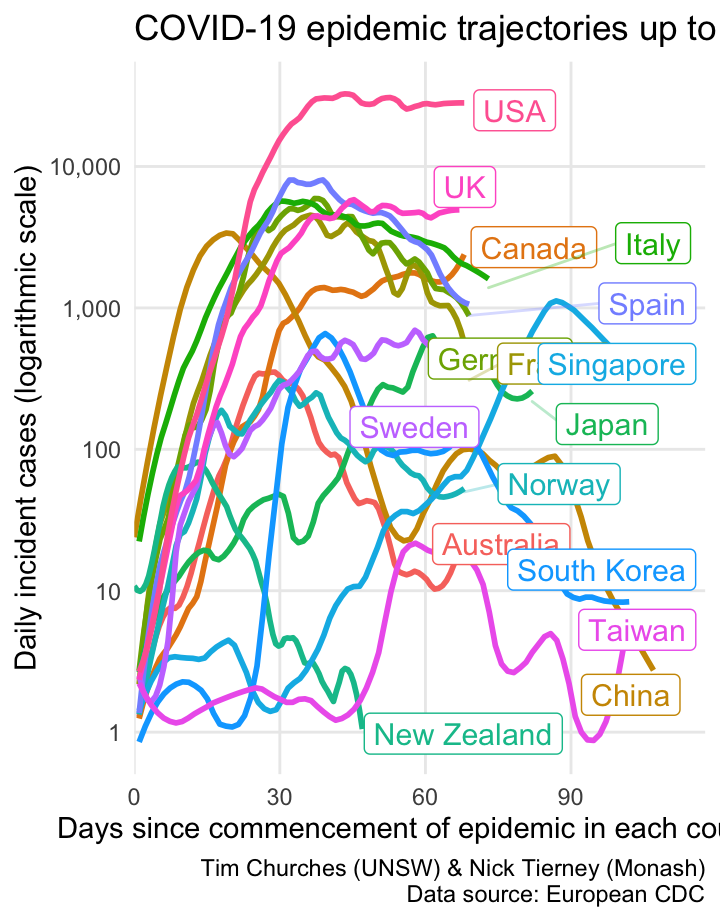 COVID-19 epidemic trajectories up to
Daily incident cases (logarithmic scale)
10,000
1,000
100
10
1
0
30
60
90
USA
UK
Canada
Italy
Spain
Gern
Fr
Singapore
Japan
Sweden
Norway
Australia
South Korea
Taiwan
China
New Zealand
Days since commencement of epidemic in each cou
Tim Churches (UNSW) & Nick Tierney (Monash)
Data source: European CDC